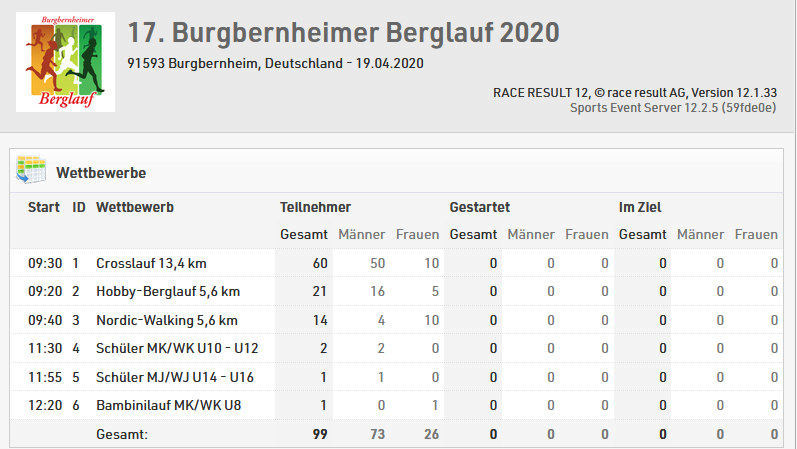 Burgbernheimer
Berglauf
17. Burgbernheimer Berglauf 2020
91593 Burgbernheim, Deutschland - 19.04.2020
RACE RESULT 12, © race result AG, Version 12.1.33
Sports Event Server 12.2.5 (59fde0e)
Wettbewerbe
Start ID Wettbewerb Teilnehmer Gestartet Im Ziel
Gesamt Männer Frauen Gesamt Männer Frauen Gesamt Männer Frauen
09:30 1 Crosslauf 13,4 km 60 50 10 0 0 0 0 0 0
09:20 2 Hobby-Berglauf 5,6 km 21 16 5 0 0 0 0 0 0
09:40 3 Nordic-Walking 5,6 km 14 4 10 0 0 0 0 0 0
11:30 4 Schüler MK/WK U10 - U12 2 2 0 0 0 0 0 0 0
11:55 5 Schüler MJ/WJ U14 - U16 1 1 0 0 0 0 0 0 0
12:20 6 Bambinilauf MK/WK U8 1 0 1 0 0 0 0 0 0
Gesamt: 99 73 26 0 0 0 0 0 0